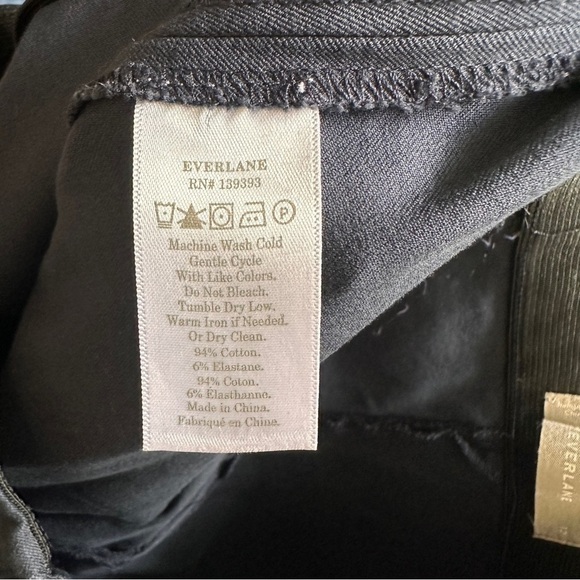 EVERLANE
RN# 139393
P
Machine Wash Cold
Gentle Cycle
With Like Colors.
Do Not Bleach.
Tumble Dry Low.
Warm Iron if Needed.
Or Dry Clean.
94% Cotton.
6% Elastane.
94% Coton.
6% Elasthanne.
Made in China.
Fabriqué en Chine.
EVERLANE